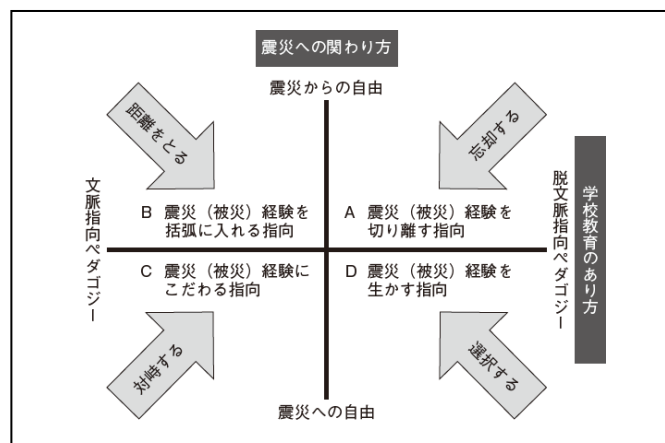 震災への関わり方
震災からの自由
距離をとる
忘却する
文脈指向ペダゴジー
脱文脈指向ペダゴジー
学校教育のあり方
B 震災（被災）経験を
括弧に入れる指向
A 震災（被災）経験を
切り離す指向
C 震災（被災）経験に
こだわる指向
D 震災（被災）経験を
生かす指向
対峙する
選択する
震災への自由